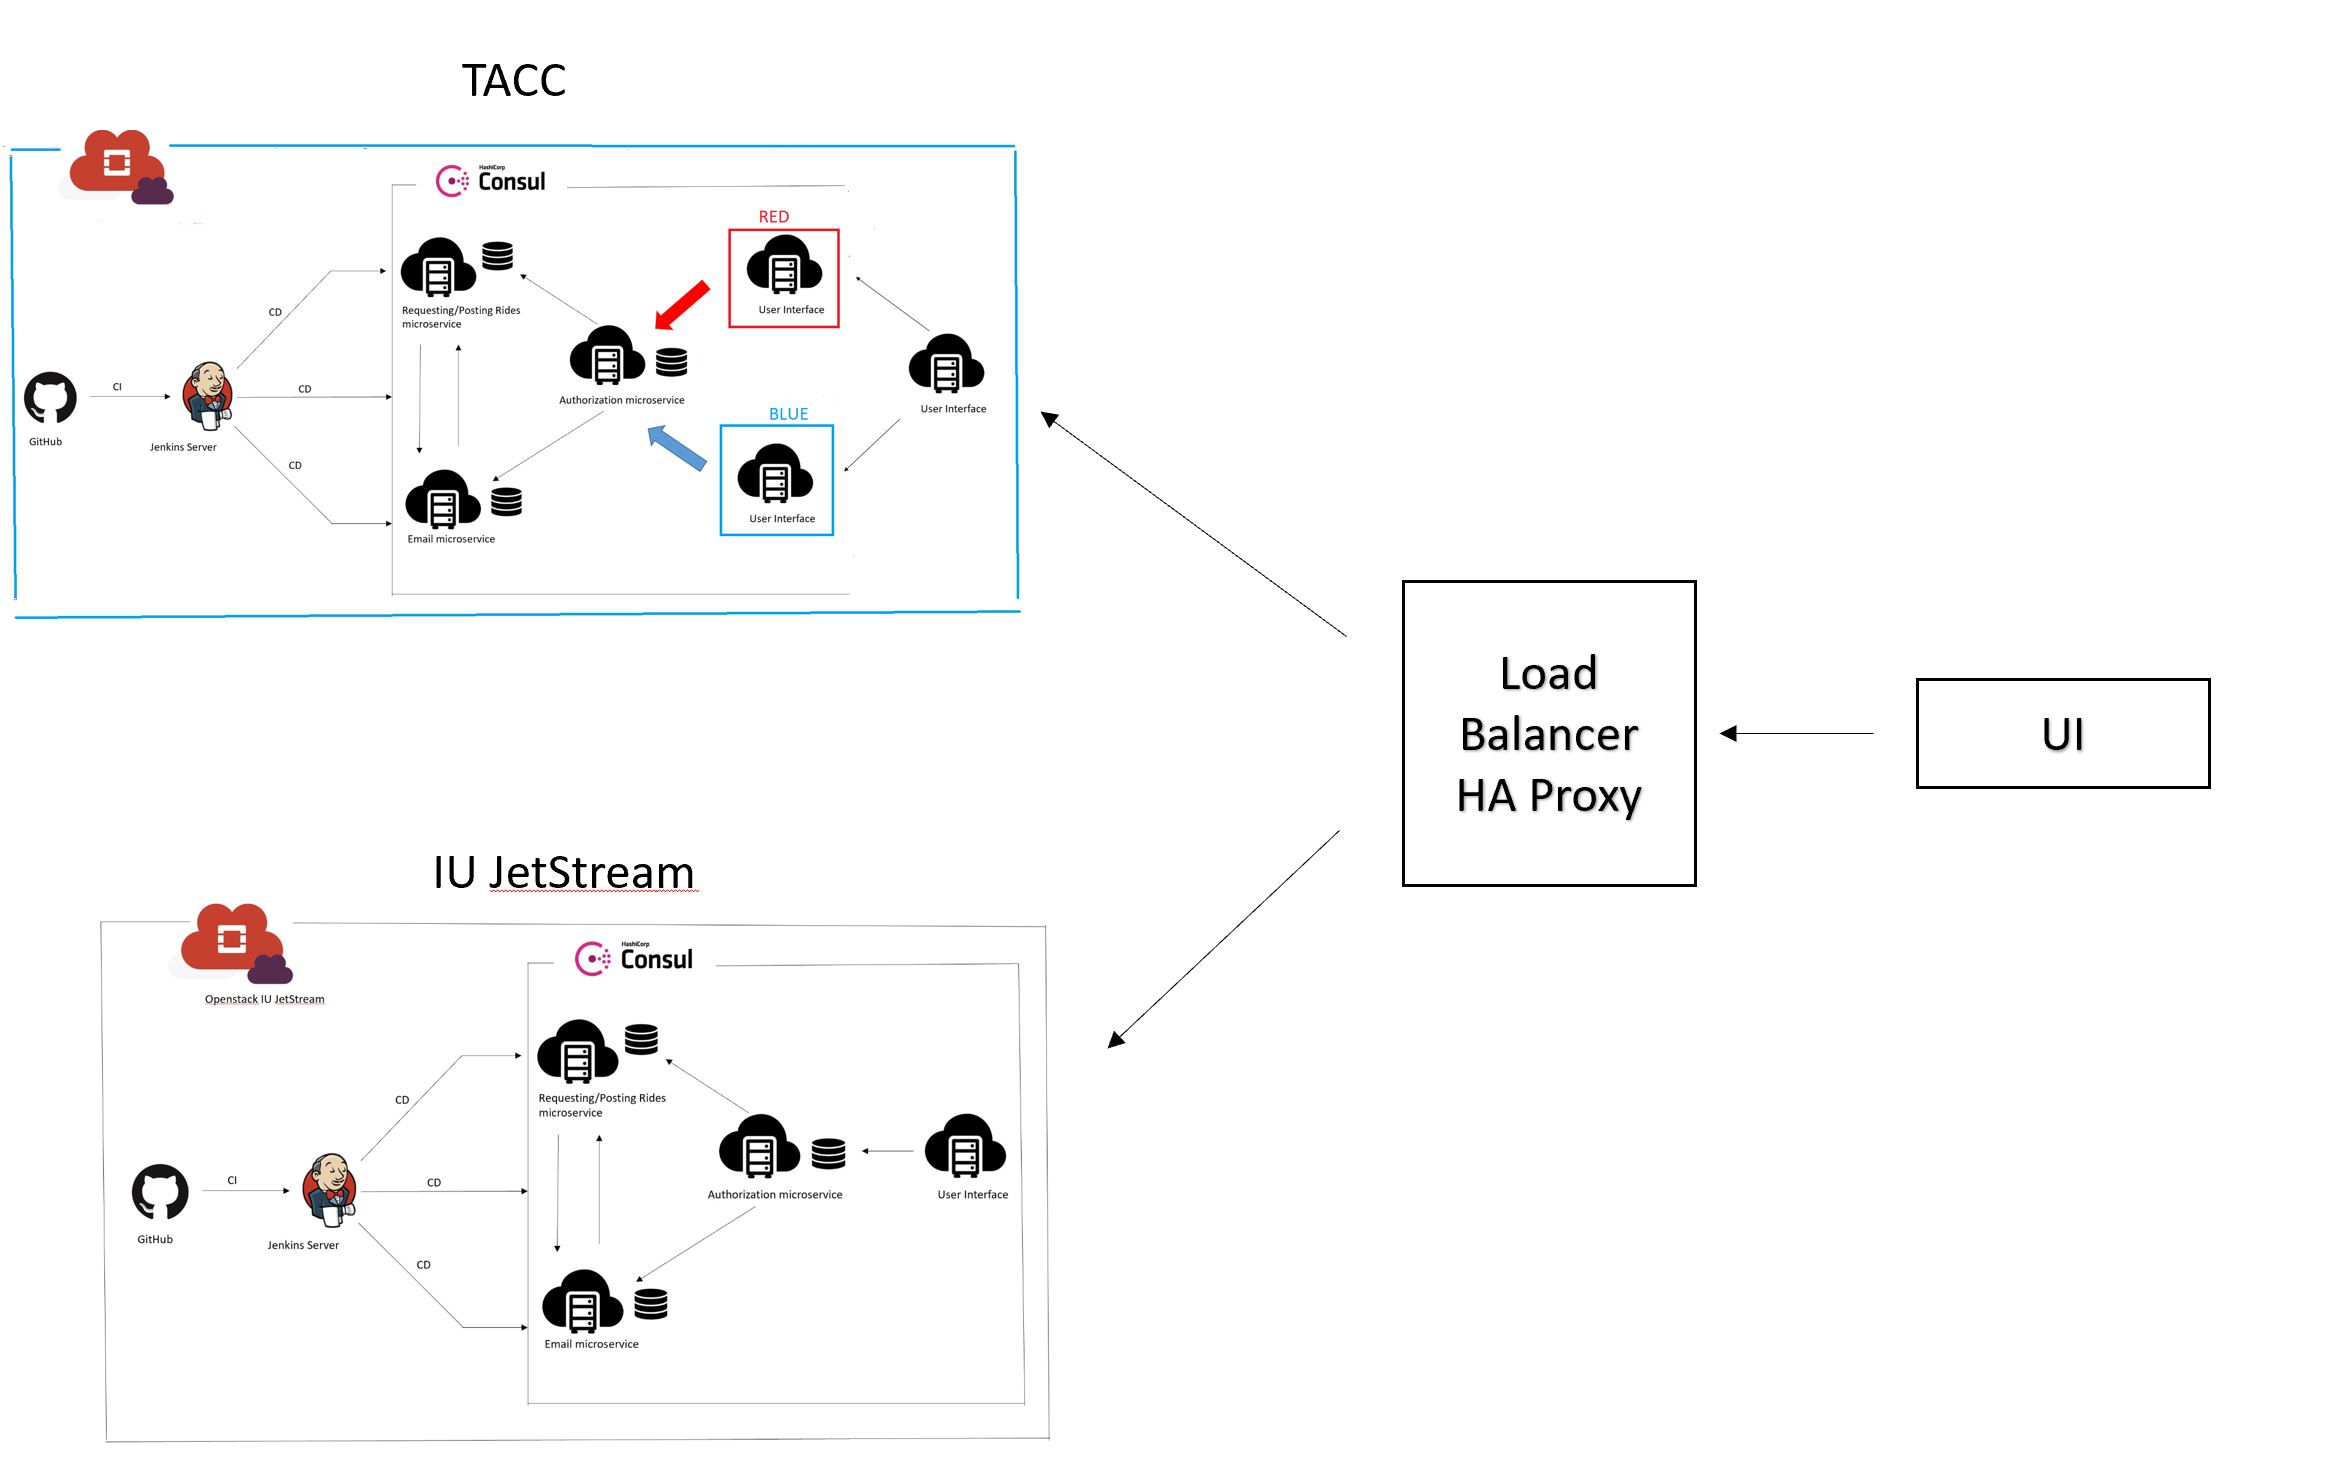 TACC
HashiCorp
Consul
RED
User Interface
Requesting/Posting Rides
microservice
CD
CI
CD
Authorization microservice
User Interface
BLUE
GitHub
Jenkins Server
CD
User Interface
Email microservice
Load
Balancer
HA Proxy
UI
IU JetStream
HashiCorp
Consul
Openstack IU JetStream
Requesting/Posting Rides
microservice
CD
CI
CD
Authorization microservice
User Interface
GitHub
Jenkins Server
CD
Email microservice